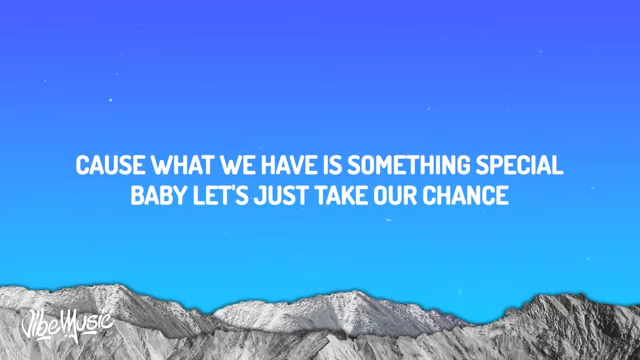 CAUSE WHAT WE HAVE IS SOMETHING SPECIAL
BABY LET'S JUST TAKE OUR CHANCE
VibeMusic